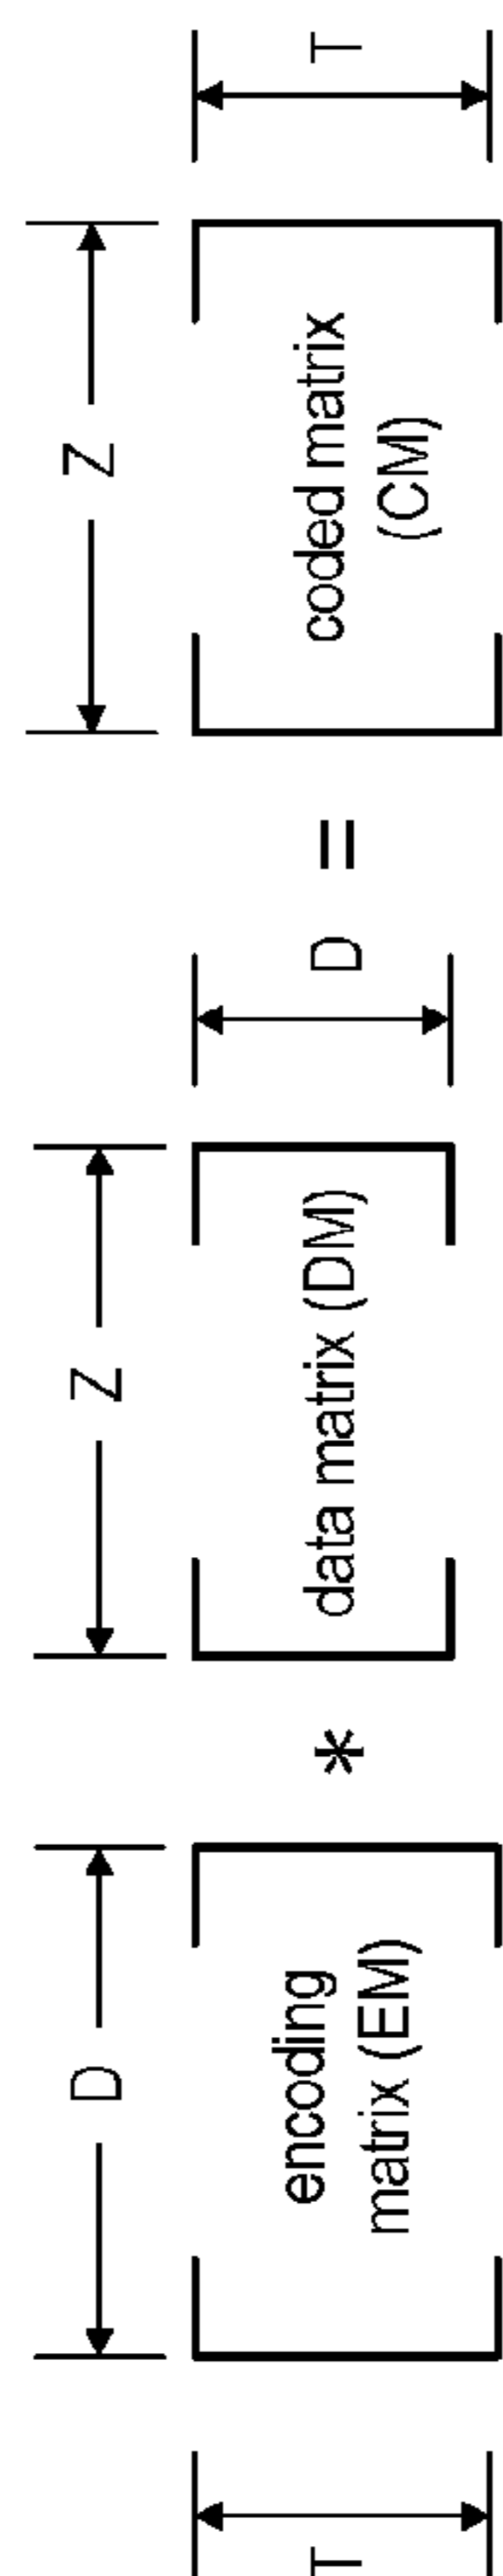 T
D
encoding
matrix (EM)
*
Z
data matrix (DM)
D
=
Z
coded matrix
(CM)
T